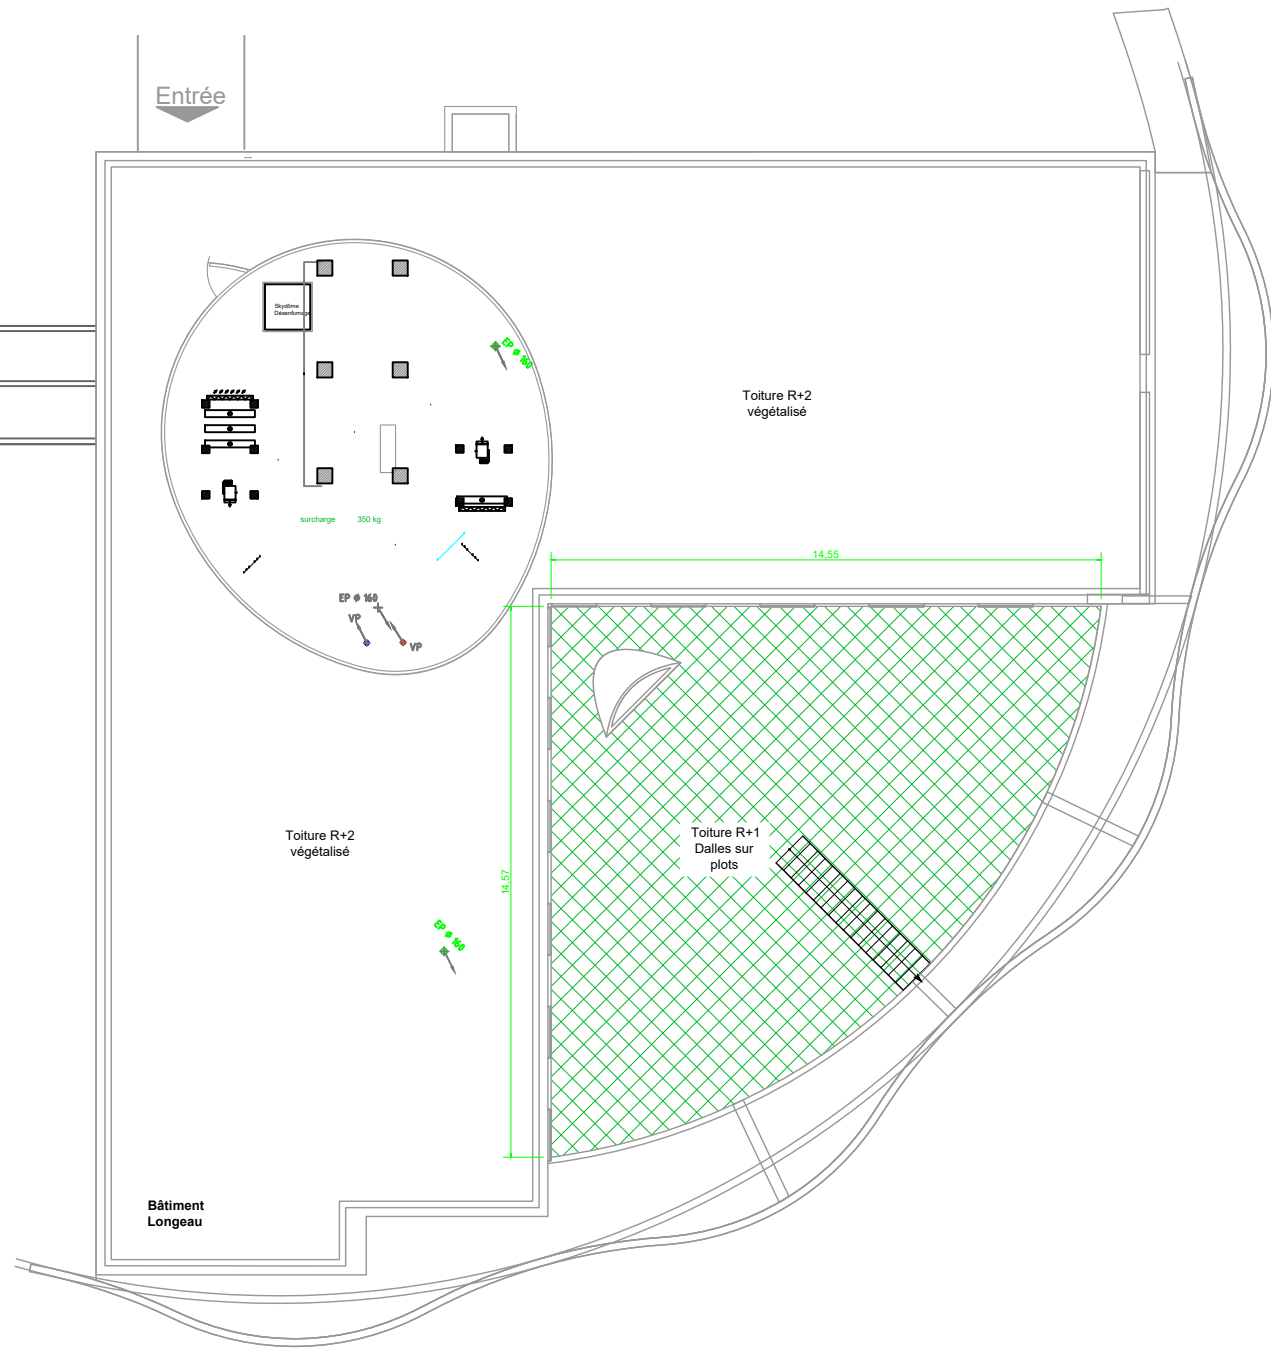 Entrée
Skydôme
Désenfumage
EP ø 160
Toiture R+2
végétalisé
surcharge 350 kg
14,55
EP ø 160
VP
VP
Toiture R+2
végétalisé
Toiture R+1
Dalles sur
plots
14,57
EP ø 160
Bâtiment
Longeau